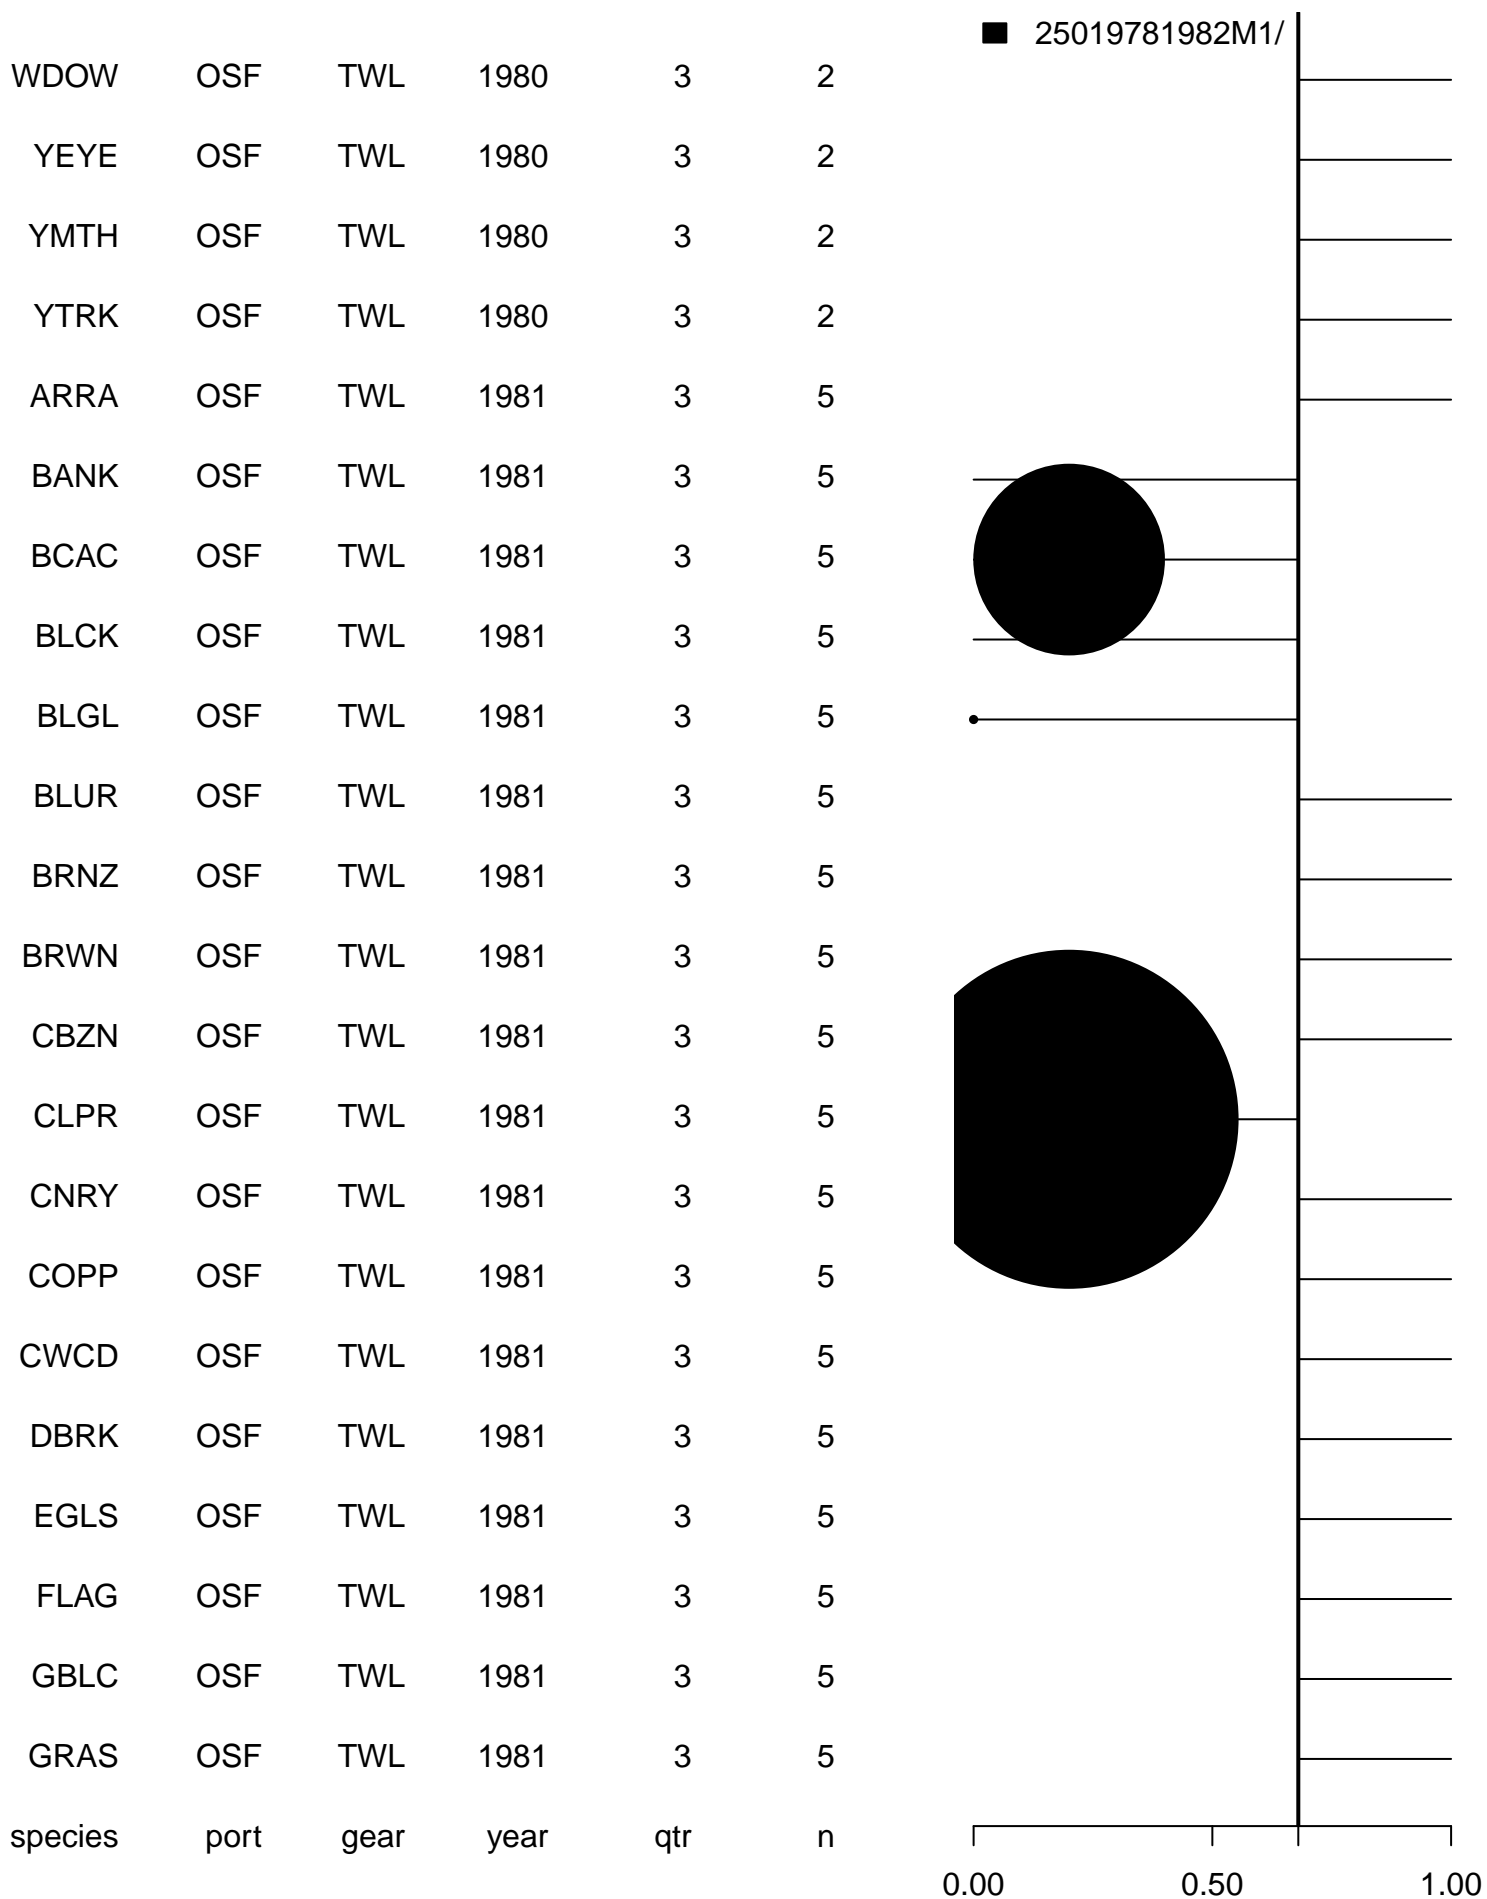 25019781982M1/
WDOW OSF TWL 1980 3 2
YEYE OSF TWL 1980 3 2
YMTH OSF TWL 1980 3 2
YTRK OSF TWL 1980 3 2
ARRA OSF TWL 1981 3 5
BANK OSF TWL 1981 3 5
BCAC OSF TWL 1981 3 5
BLCK OSF TWL 1981 3 5
BLGL OSF TWL 1981 3 5
BLUR OSF TWL 1981 3 5
BRNZ OSF TWL 1981 3 5
BRWN OSF TWL 1981 3 5
CBZN OSF TWL 1981 3 5
CLPR OSF TWL 1981 3 5
CNRY OSF TWL 1981 3 5
COPP OSF TWL 1981 3 5
CWCD OSF TWL 1981 3 5
DBRK OSF TWL 1981 3 5
EGLS OSF TWL 1981 3 5
FLAG OSF TWL 1981 3 5
GBLC OSF TWL 1981 3 5
GRAS OSF TWL 1981 3 5
species port gear year qtr n
0.00 0.50 1.00